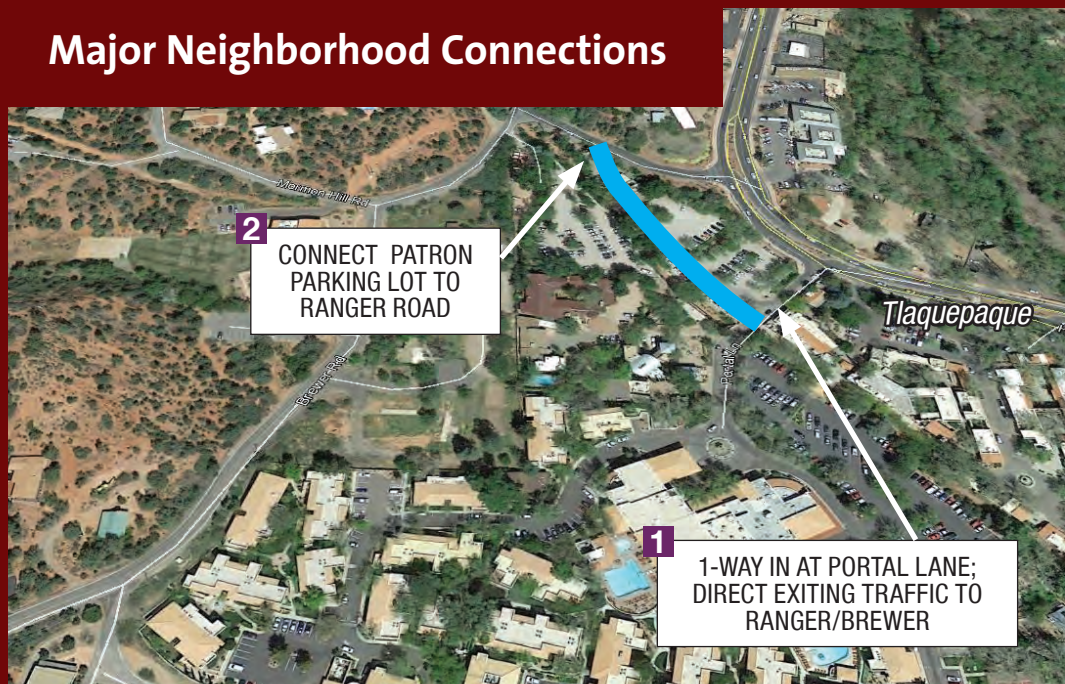 Major Neighborhood Connections
Mormon Hill Rd
2
CONNECT PATRON
PARKING LOT TO
RANGER ROAD
Tlaquepaque
Brewer Rd
Portal Ln
1
1-WAY IN AT PORTAL LANE;
DIRECT EXITING TRAFFIC TO
RANGER/BREWER